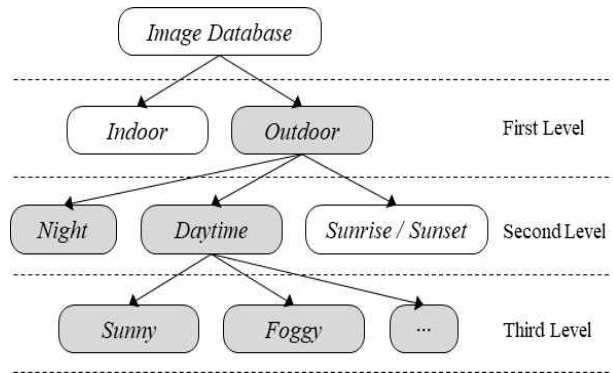 Image Database
Indoor
Outdoor
First Level
Night
Daytime
Sunrise / Sunset
Second Level
Sunny
Foggy
...
Third Level